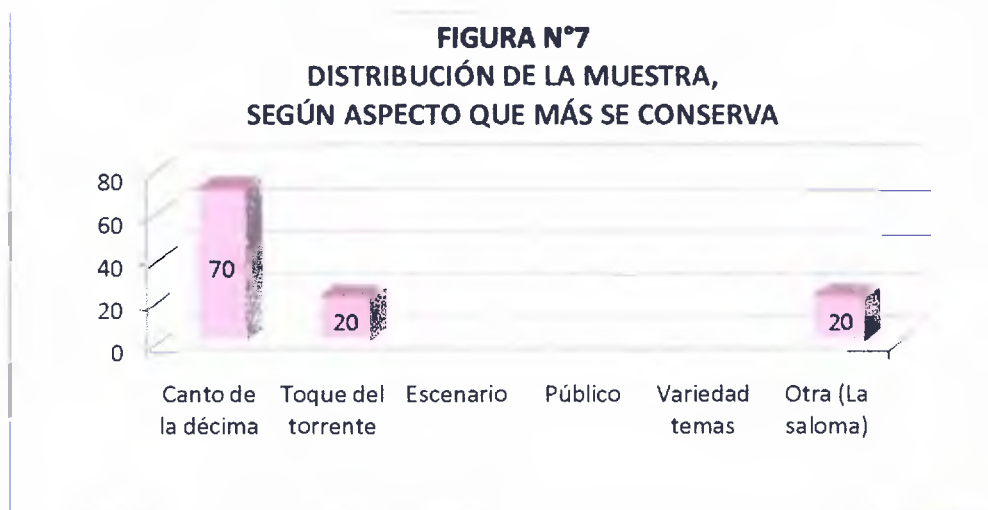 FIGURA N°7
DISTRIBUCIÓN DE LA MUESTRA,
SEGÚN ASPECTO QUE MÁS SE CONSERVA
80
60
40
20
0
70
20
20
Canto de la décima
Toque del torrente
Escenario
Público
Variedad temas
Otra (La saloma)